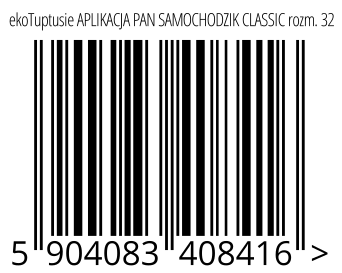 ekoTuptusie APLIKACJA PAN SAMOCHODZIK CLASSIC rozm. 32
5 904083 408416 >